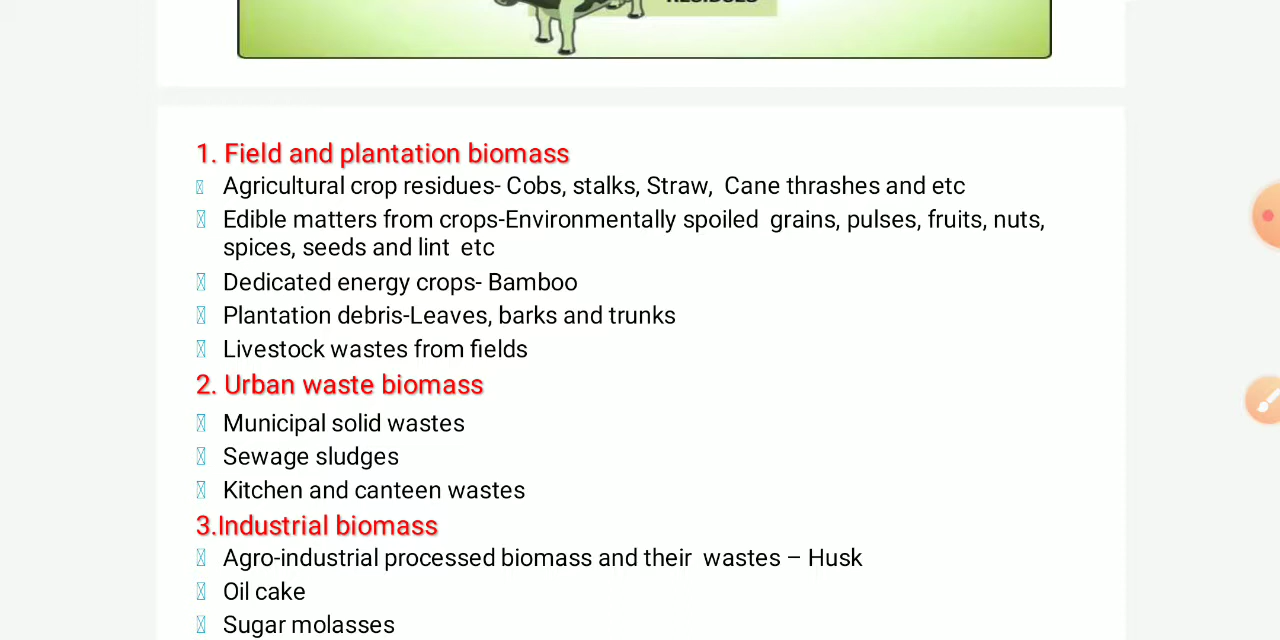 RESIDUES
1. Field and plantation biomass
Agricultural crop residues- Cobs, stalks, Straw, Cane thrashes and etc
Edible matters from crops-Environmentally spoiled grains, pulses, fruits, nuts,
spices, seeds and lint etc
Dedicated energy crops- Bamboo
Plantation debris-Leaves, barks and trunks
Livestock wastes from fields
2. Urban waste biomass
Municipal solid wastes
Sewage sludges
Kitchen and canteen wastes
3.Industrial biomass
Agro-industrial processed biomass and their wastes – Husk
Oil cake
Sugar molasses